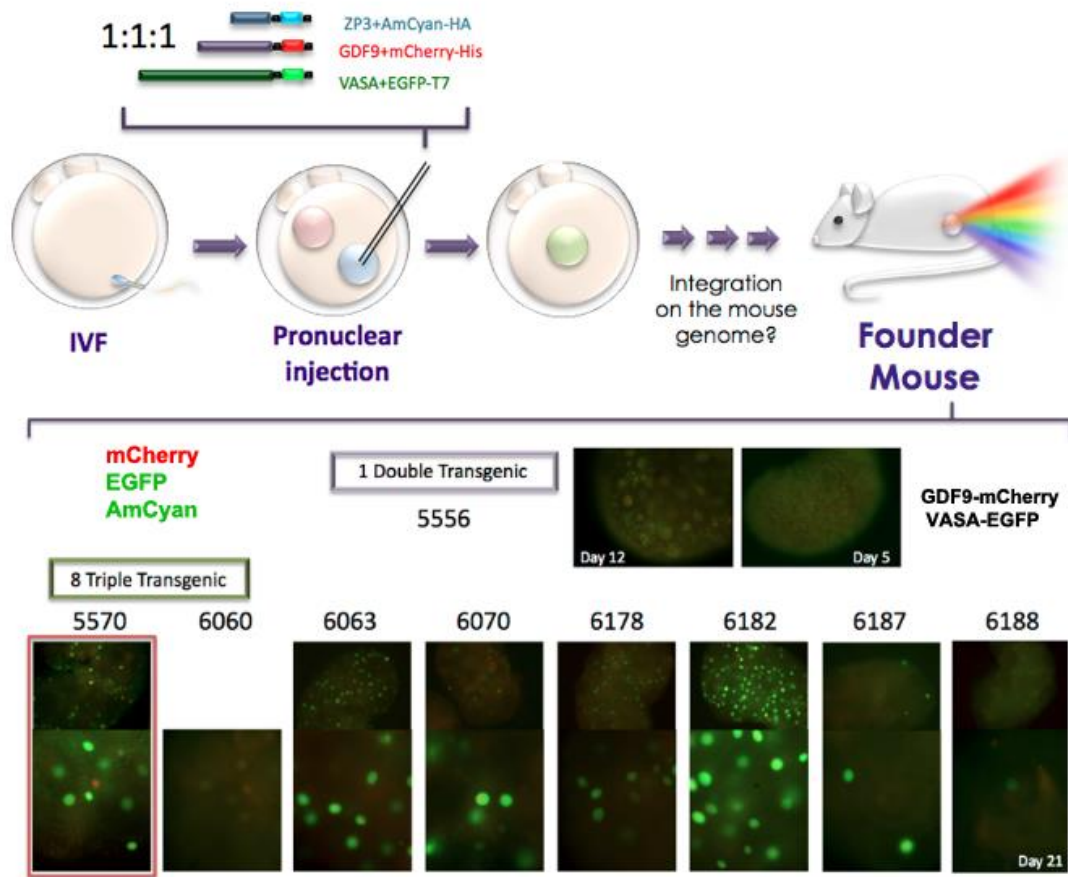 1:1:1
ZP3+AmCyan-HA
GDF9+mCherry-His
VASA+EGFP-T7
IVF
Pronuclear
injection
Integration
on the mouse
genome?
Founder
Mouse
mCherry
EGFP
AmCyan
1 Double Transgenic
5556
Day 12
Day 5
GDF9-mCherry
VASA-EGFP
8 Triple Transgenic
5570 6060 6063 6070 6178 6182 6187 6188
Day 21